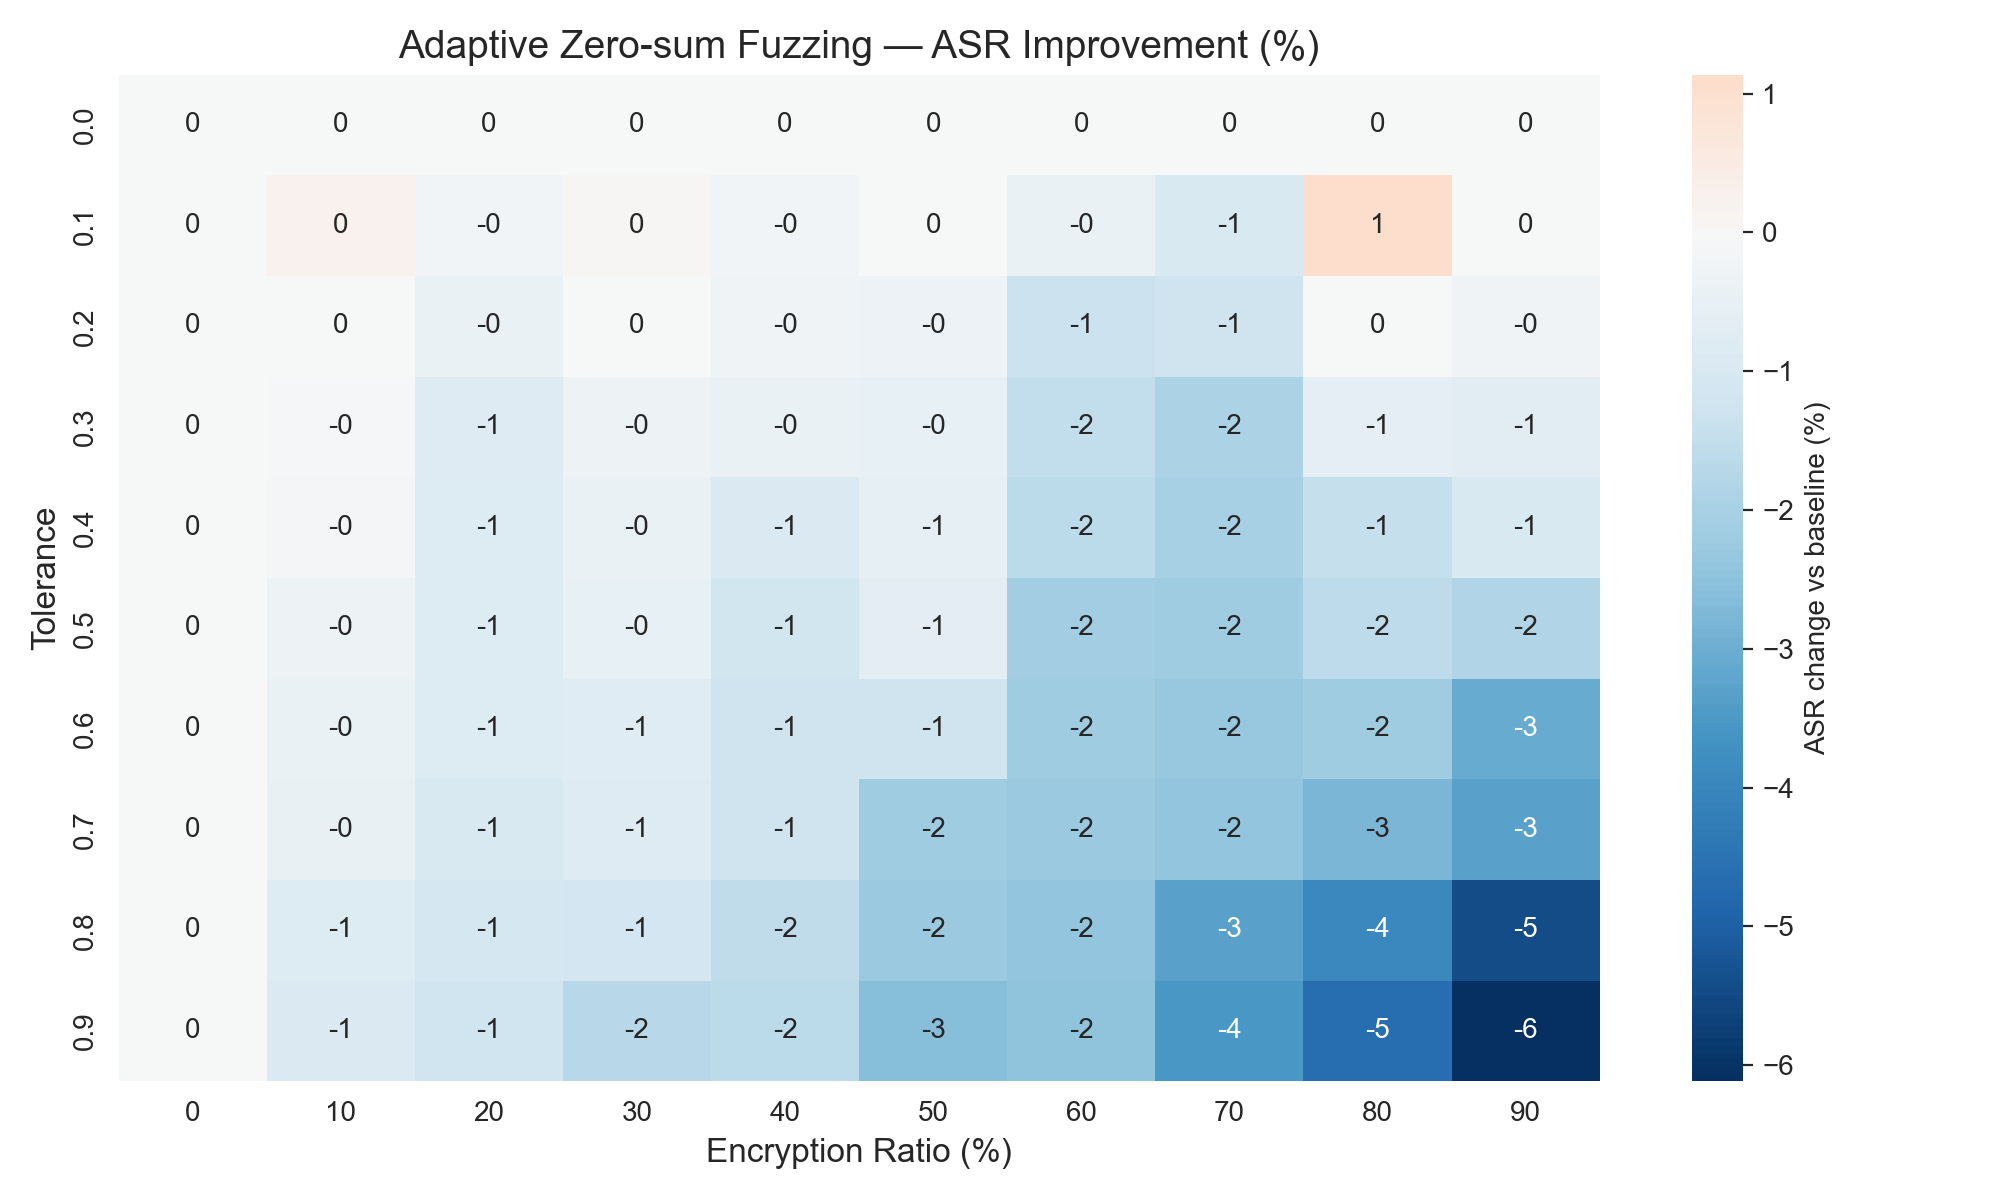 Adaptive Zero-sum Fuzzing — ASR Improvement (%)
0.0 0 0 0 0 0 0 0 0 0 0
0.1 0 0 -0 0 -0 0 -0 -1 1 0
0.2 0 0 -0 0 -0 -0 -1 -1 0 -0
0.3 0 -0 -1 -0 -0 -0 -2 -2 -1 -1
0.4 0 -0 -1 -0 -1 -1 -2 -2 -1 -1
0.5 0 -0 -1 -0 -1 -1 -2 -2 -2 -2
0.6 0 -0 -1 -1 -1 -1 -2 -2 -2 -3
0.7 0 -0 -1 -1 -1 -2 -2 -2 -3 -3
0.8 0 -1 -1 -1 -2 -2 -2 -3 -4 -5
0.9 0 -1 -1 -2 -2 -3 -2 -4 -5 -6
0 10 20 30 40 50 60 70 80 90
Encryption Ratio (%)
Tolerance
1
0
−1
−2
−3
−4
−5
−6
ASR change vs baseline (%)